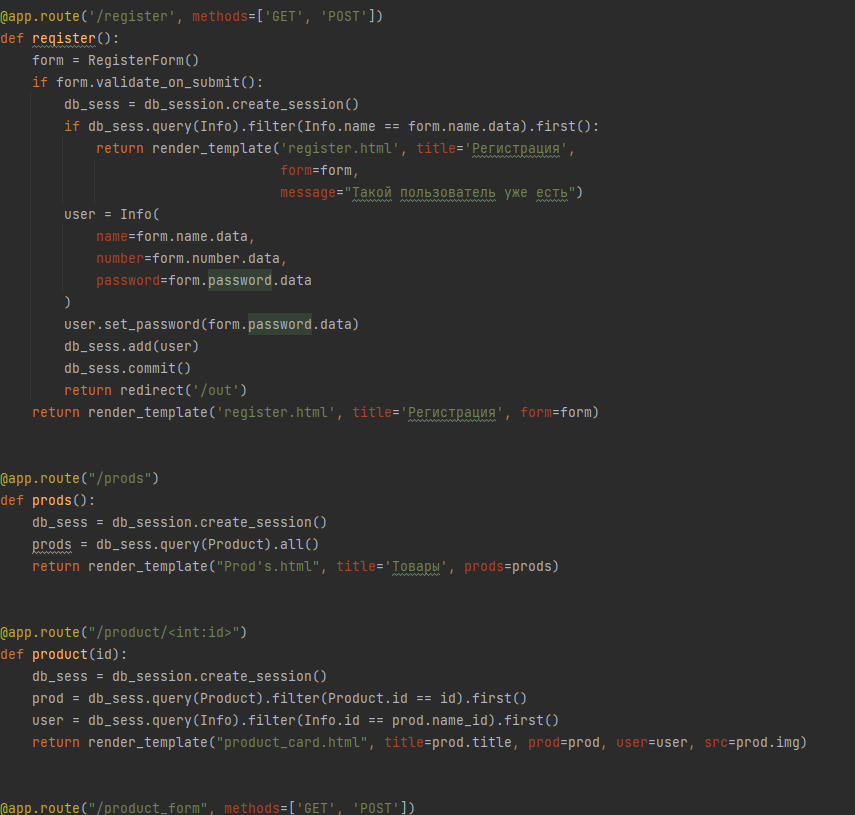 @app.route('/register', methods=['GET', 'POST'])
def reqister():
    form = RegisterForm()
    if form.validate_on_submit():
        db_sess = db_session.create_session()
        if db_sess.query(Info).filter(Info.name == form.name.data).first():
            return render_template('register.html', title='Регистрация',
                                   form=form,
                                   message="Такой пользователь уже есть")
        user = Info(
            name=form.name.data,
            number=form.number.data,
            password=form.password.data
        )
        user.set_password(form.password.data)
        db_sess.add(user)
        db_sess.commit()
        return redirect('/out')
    return render_template('register.html', title='Регистрация', form=form)
@app.route("/prods")
def prods():
    db_sess = db_session.create_session()
    prods = db_sess.query(Product).all()
    return render_template("Prod's.html", title='Товары', prods=prods)
@app.route("/product/<int:id>")
def product(id):
    db_sess = db_session.create_session()
    prod = db_sess.query(Product).filter(Product.id == id).first()
    user = db_sess.query(Info).filter(Info.id == prod.name_id).first()
    return render_template("product_card.html", title=prod.title, prod=prod, user=user, src=prod.img)
@app.route("/product_form", methods=['GET', 'POST'])